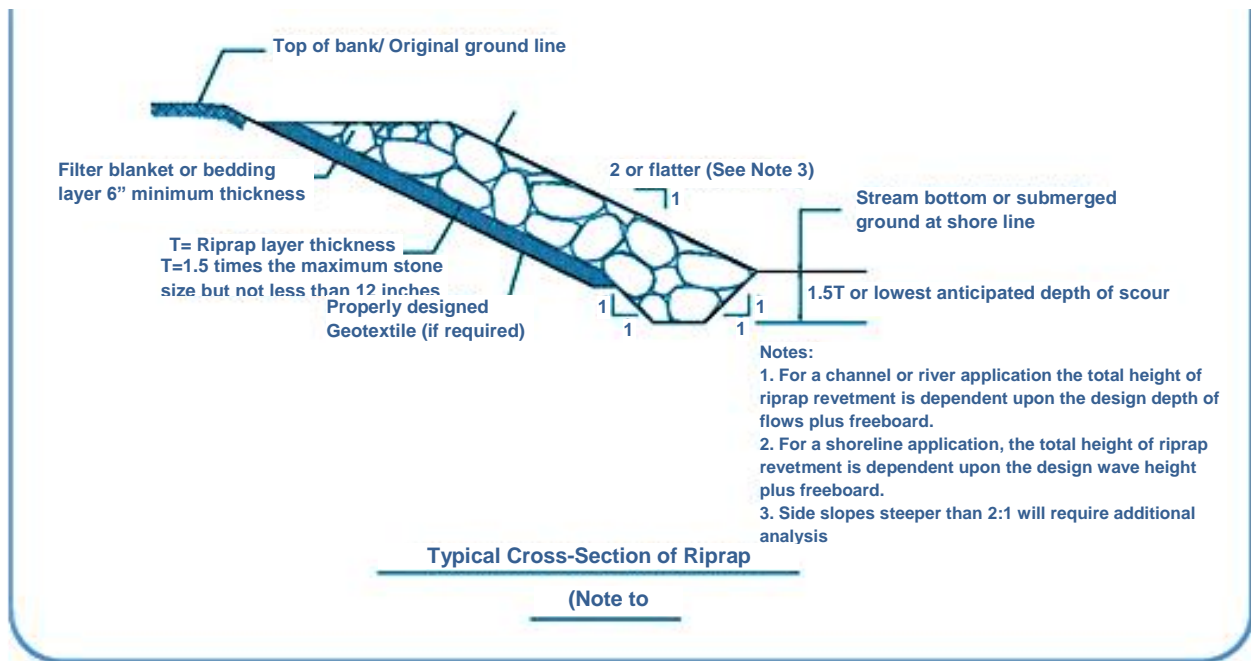 Top of bank/ Original ground line
Filter blanket or bedding
layer 6” minimum thickness
2 or flatter (See Note 3)
1
Stream bottom or submerged
ground at shore line
T= Riprap layer thickness
T=1.5 times the maximum stone
size but not less than 12 inches
Properly designed
Geotextile (if required)
1
1
1
1
1.5T or lowest anticipated depth of scour
Notes:
1. For a channel or river application the total height of
riprap revetment is dependent upon the design depth of
flows plus freeboard.
2. For a shoreline application, the total height of riprap
revetment is dependent upon the design wave height
plus freeboard.
3. Side slopes steeper than 2:1 will require additional
analysis
Typical Cross-Section of Riprap
(Note to